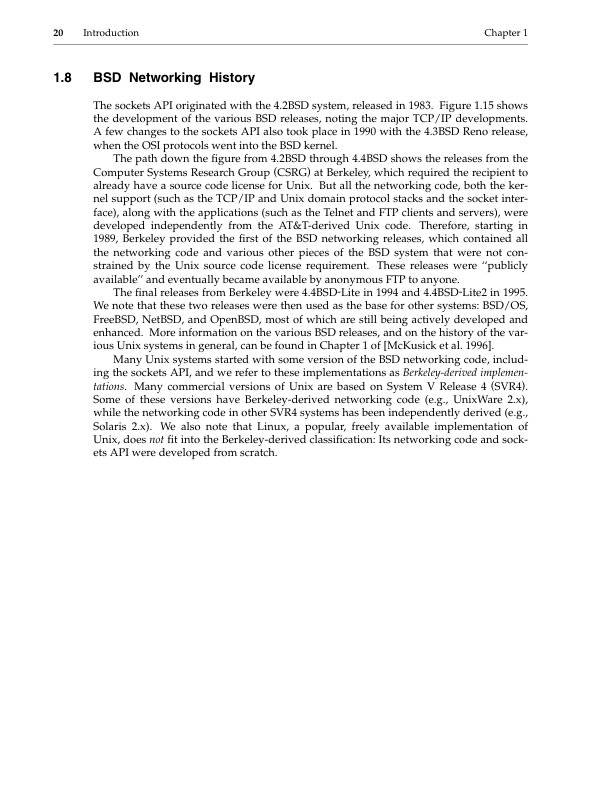 20 Introduction Chapter 1
1.8 BSD Networking History
The sockets API originated with the 4.2BSD system, released in 1983. Figure 1.15 shows
the development of the various BSD releases, noting the major TCP/IP developments.
A few changes to the sockets API also took place in 1990 with the 4.3BSD Reno release,
when the OSI protocols went into the BSD kernel.
The path down the figure from 4.2BSD through 4.4BSD shows the releases from the
Computer Systems Research Group (CSRG) at Berkeley, which required the recipient to
already have a source code license for Unix. But all the networking code, both the ker-
nel support (such as the TCP/IP and Unix domain protocol stacks and the socket inter-
face), along with the applications (such as the Telnet and FTP clients and servers), were
developed independently from the AT&T-derived Unix code. Therefore, starting in
1989, Berkeley provided the first of the BSD networking releases, which contained all
the networking code and various other pieces of the BSD system that were not con-
strained by the Unix source code license requirement. These releases were ‘‘publicly
available’’ and eventually became available by anonymous FTP to anyone.
The final releases from Berkeley were 4.4BSD-Lite in 1994 and 4.4BSD-Lite2 in 1995.
We note that these two releases were then used as the base for other systems: BSD/OS,
FreeBSD, NetBSD, and OpenBSD, most of which are still being actively developed and
enhanced. More information on the various BSD releases, and on the history of the var-
ious Unix systems in general, can be found in Chapter 1 of [McKusick et al. 1996].
Many Unix systems started with some version of the BSD networking code, includ-
ing the sockets API, and we refer to these implementations as Berkeley-derived implemen-
tations. Many commercial versions of Unix are based on System V Release 4 (SVR4).
Some of these versions have Berkeley-derived networking code (e.g., UnixWare 2.x),
while the networking code in other SVR4 systems has been independently derived (e.g.,
Solaris 2.x). We also note that Linux, a popular, freely available implementation of
Unix, does not fit into the Berkeley-derived classification: Its networking code and sock-
ets API were developed from scratch.